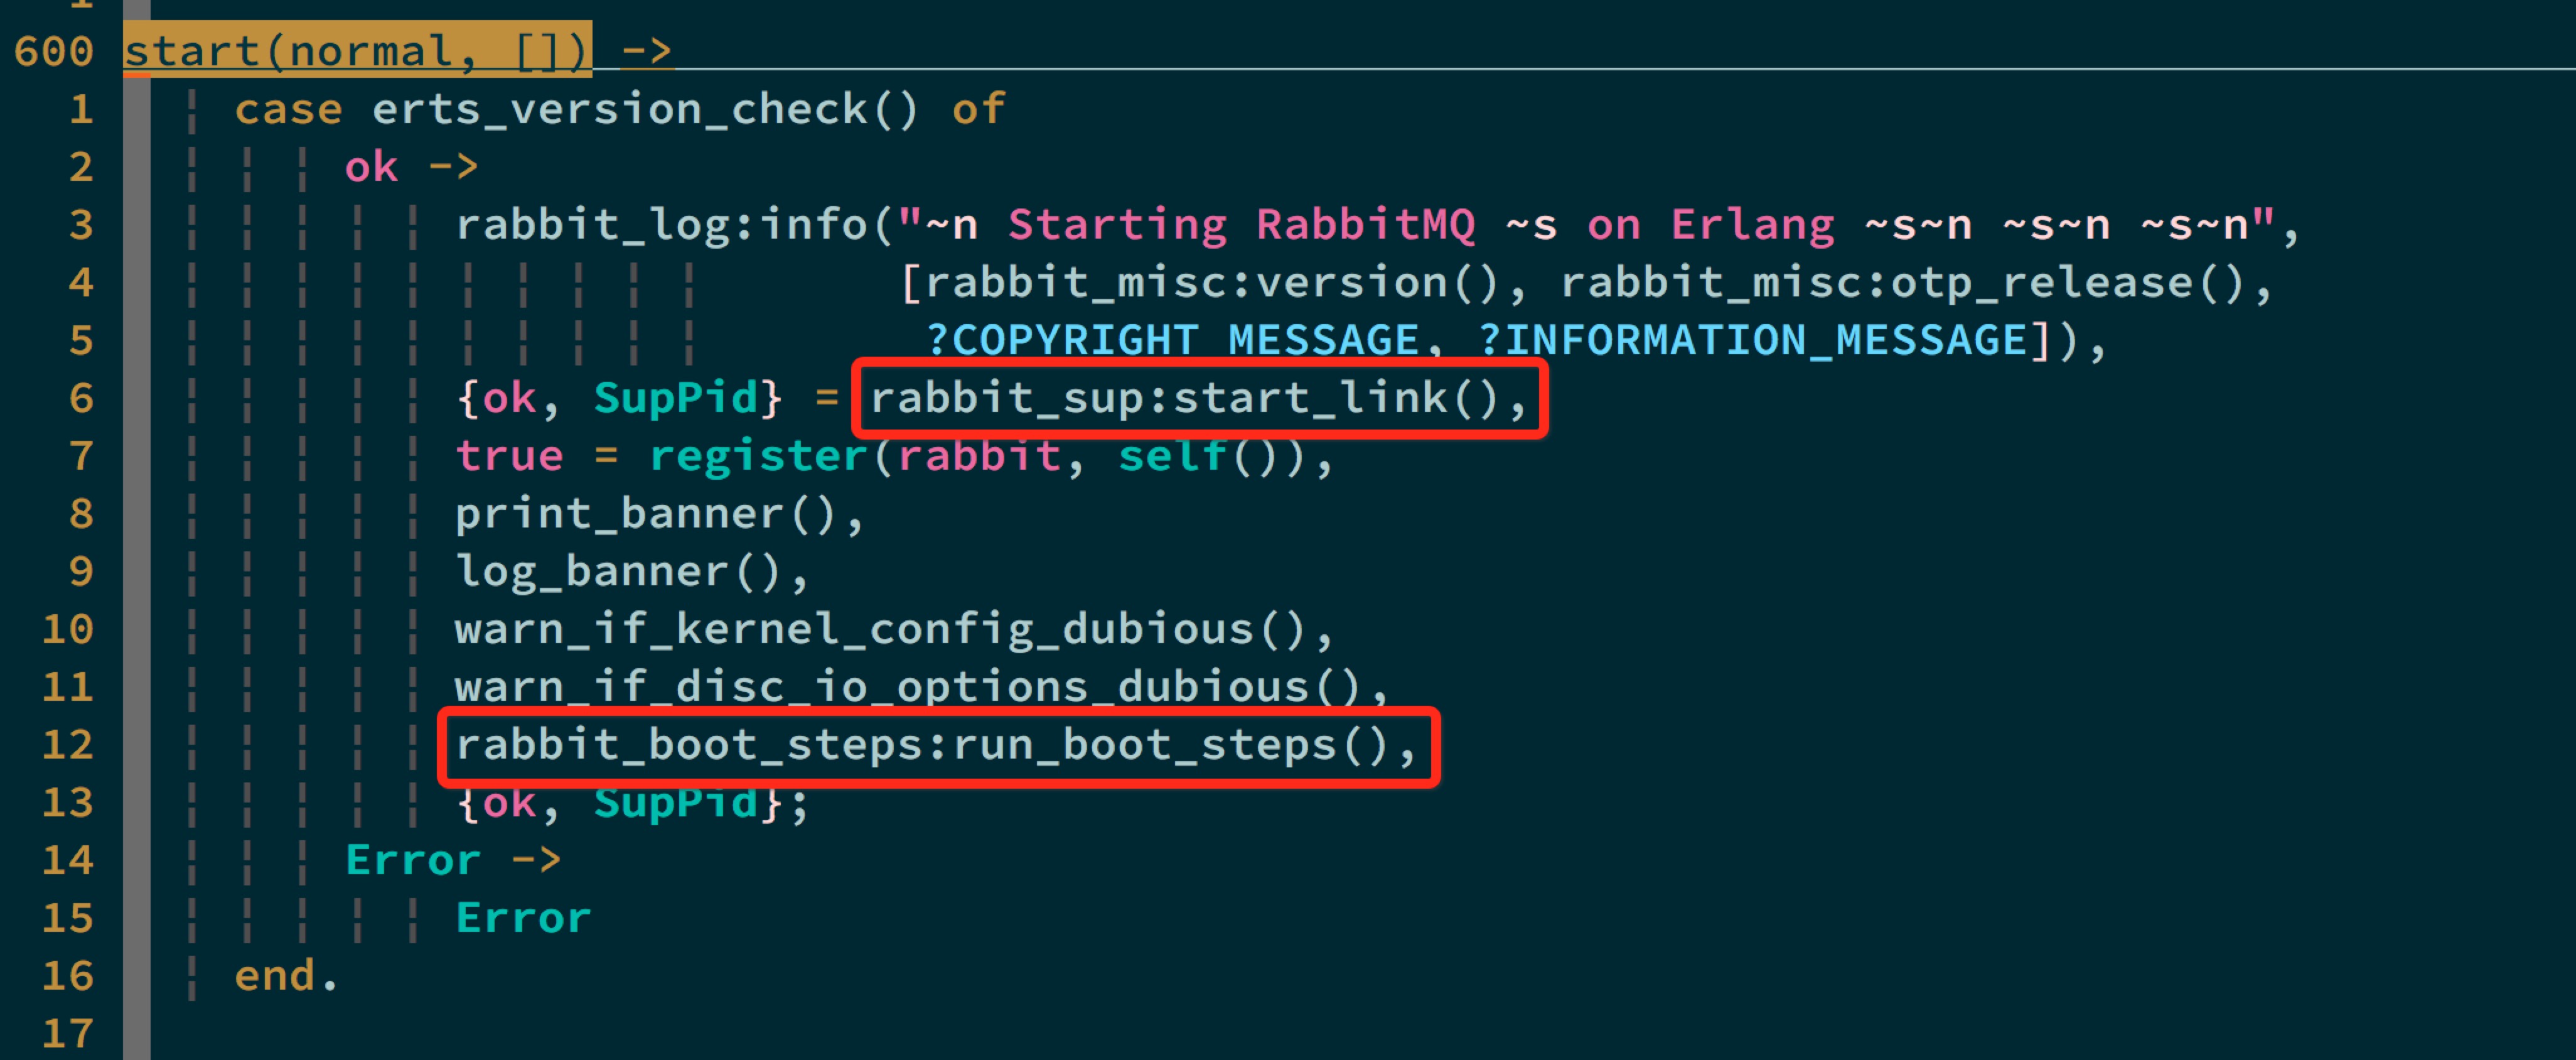 1
600 start(normal, []) ->
1 case erts_version_check() of
2 ok ->
3 rabbit_log:info("~n Starting RabbitMQ ~s on Erlang ~s~n ~s~n ~s~n",
4 [rabbit_misc:version(), rabbit_misc:otp_release(),
5 ?COPYRIGHT_MESSAGE, ?INFORMATION_MESSAGE]),
6 {ok, SupPid} = rabbit_sup:start_link(),
7 true = register(rabbit, self()),
8 print_banner(),
9 log_banner(),
10 warn_if_kernel_config_dubious(),
11 warn_if_disc_io_options_dubious(),
12 rabbit_boot_steps:run_boot_steps(),
13 {ok, SupPid};
14 Error ->
15 Error
16 end.
17